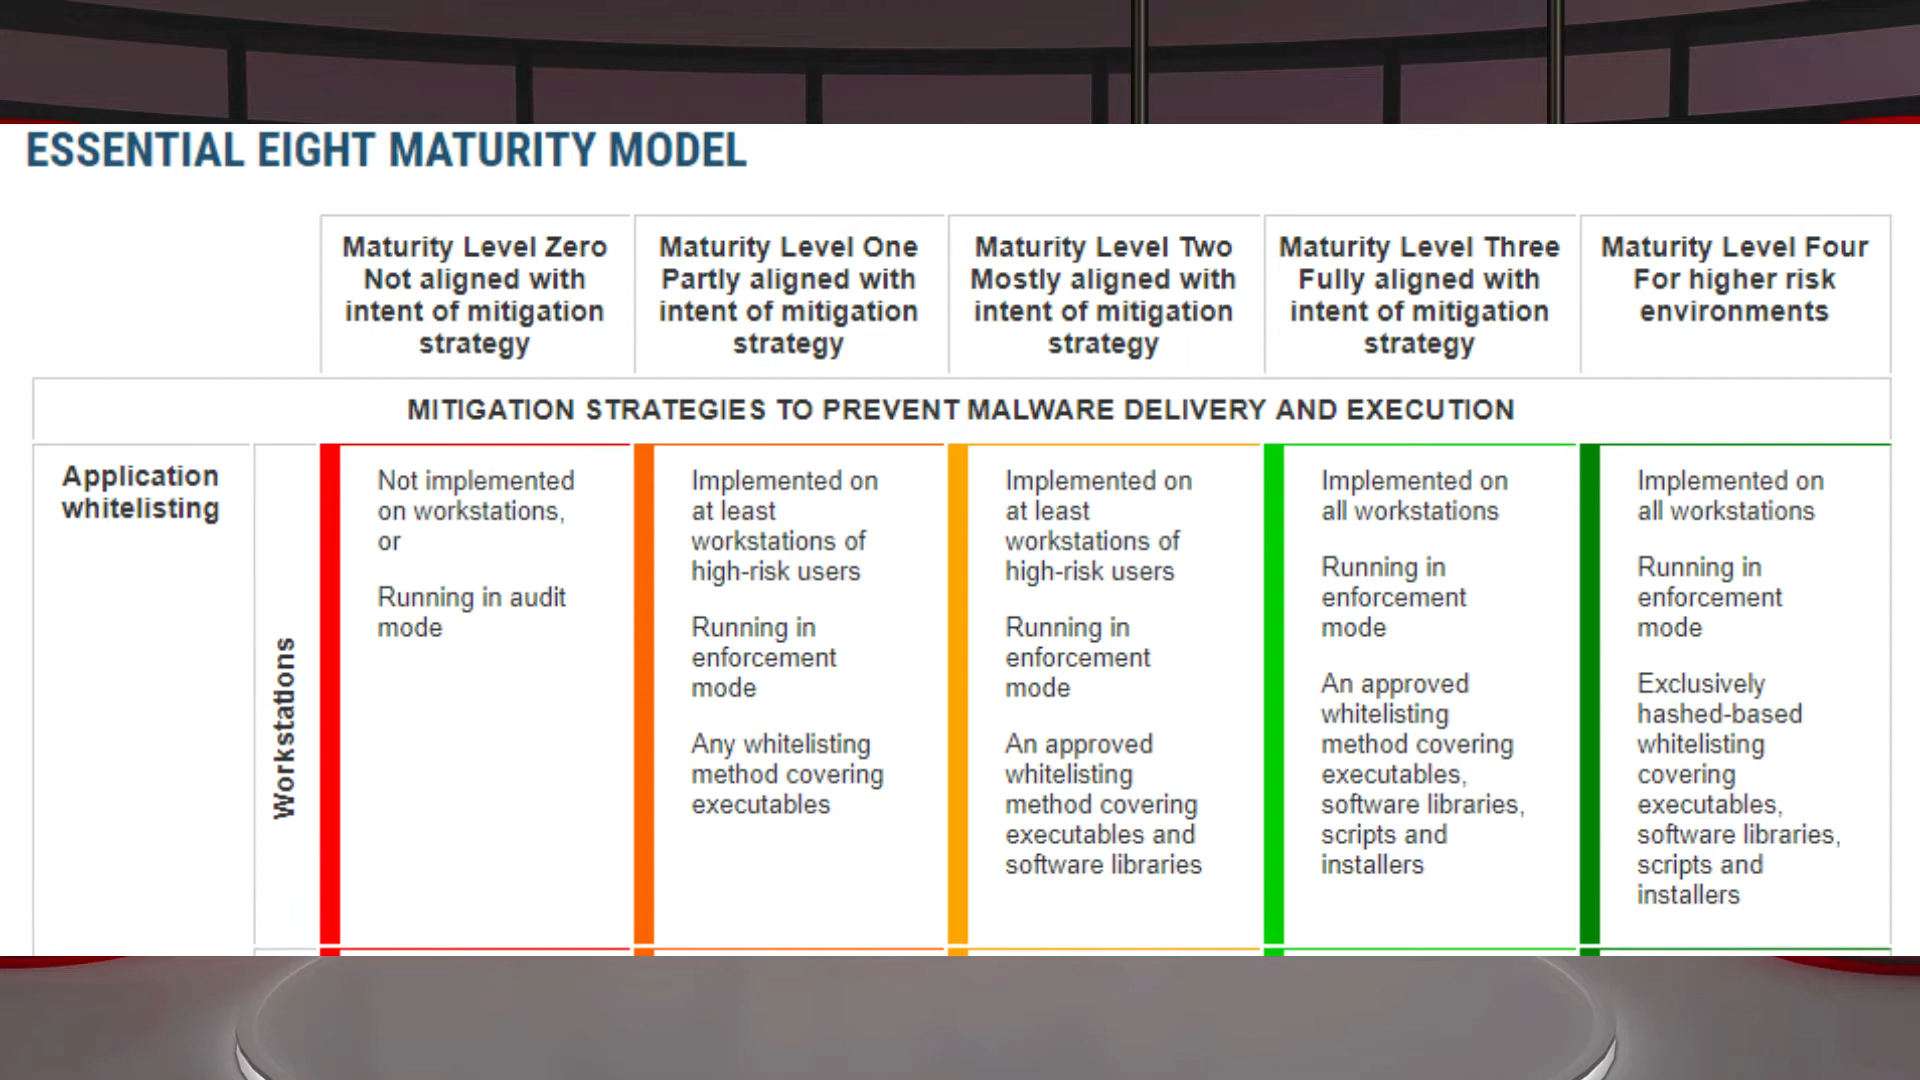 ESSENTIAL EIGHT MATURITY MODEL
Maturity Level Zero
Not aligned with
intent of mitigation
strategy
Maturity Level One
Partly aligned with
intent of mitigation
strategy
Maturity Level Two
Mostly aligned with
intent of mitigation
strategy
Maturity Level Three
Fully aligned with
intent of mitigation
strategy
Maturity Level Four
For higher risk
environments
MITIGATION STRATEGIES TO PREVENT MALWARE DELIVERY AND EXECUTION
Application
whitelisting
Workstations
Not implemented
on workstations,
or
Running in audit
mode
Implemented on
at least
workstations of
high-risk users
Running in
enforcement
mode
Any whitelisting
method covering
executables
Implemented on
at least
workstations of
high-risk users
Running in
enforcement
mode
An approved
whitelisting
method covering
executables and
software libraries
Implemented on
all workstations
Running in
enforcement
mode
An approved
whitelisting
method covering
executables,
software libraries,
scripts and
installers
Implemented on
all workstations
Running in
enforcement
mode
Exclusively
hashed-based
whitelisting
covering
executables,
software libraries,
scripts and
installers